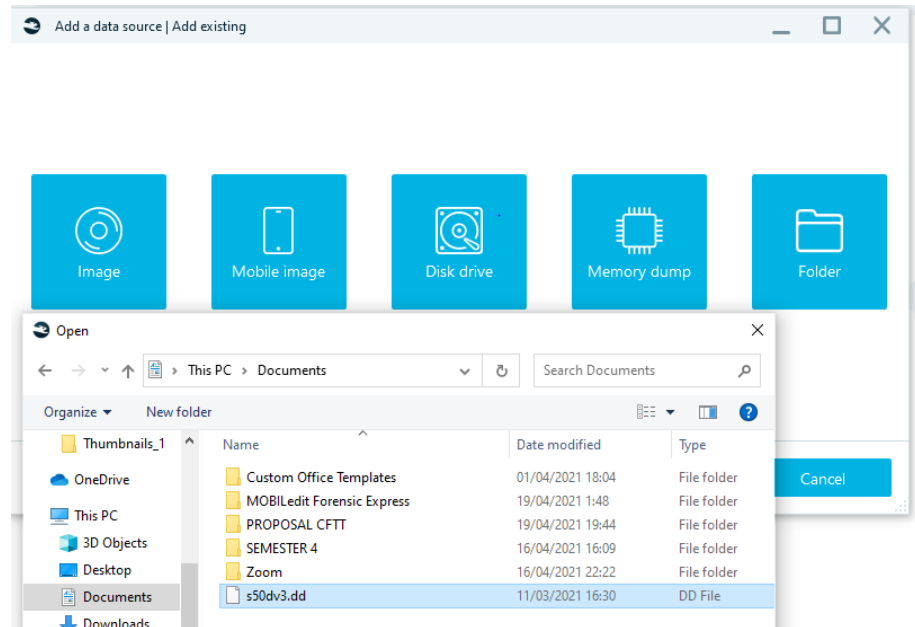 Add a data source | Add existing
Image
Mobile image
Disk drive
Memory dump
Folder
Open
This PC > Documents
Search Documents
Organize
New folder
Name
Date modified
Type
Thumbnails_1
OneDrive
This PC
3D Objects
Desktop
Documents
Downloads
Custom Office Templates 01/04/2021 18:04 File folder
MOBILedit Forensic Express 19/04/2021 1:48 File folder
PROPOSAL CFTT 19/04/2021 19:44 File folder
SEMESTER 4 16/04/2021 16:09 File folder
Zoom 16/04/2021 22:22 File folder
s50dv3.dd 11/03/2021 16:30 DD File
Cancel